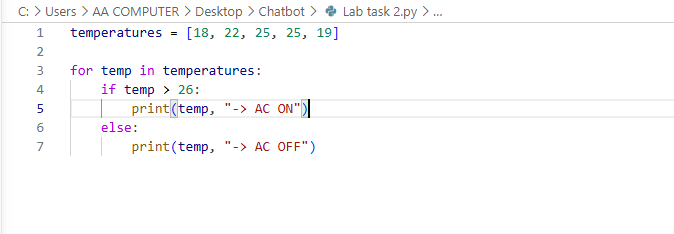 C: > Users > AA COMPUTER > Desktop > Chatbot > Lab task 2.py > ...
1 temperatures = [18, 22, 25, 25, 19]
2
3 for temp in temperatures:
4     if temp > 26:
5         print(temp, "-> AC ON")
6     else:
7         print(temp, "-> AC OFF")